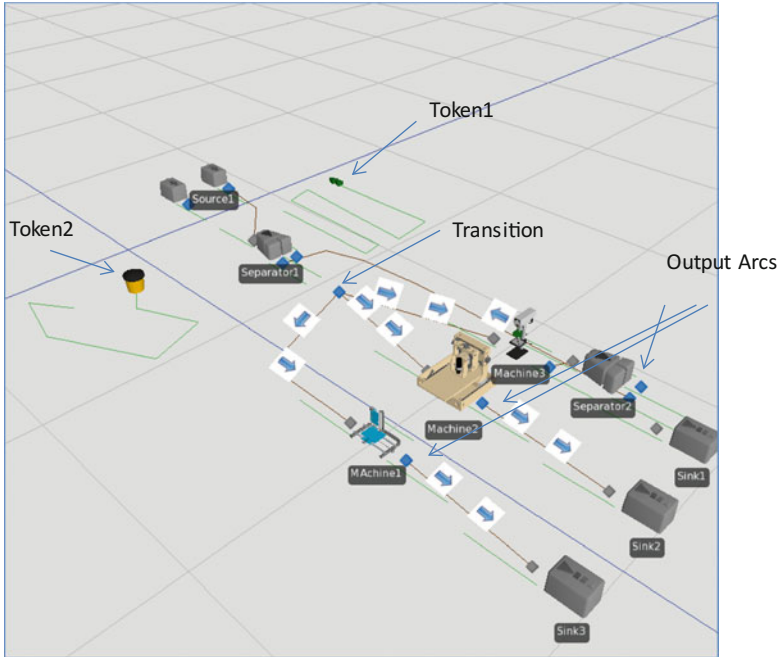 Token1
Source1
Token2
Transition
Separator1
Output Arcs
Machine3
Separator2
Machine2
MAchine1
Sink1
Sink2
Sink3